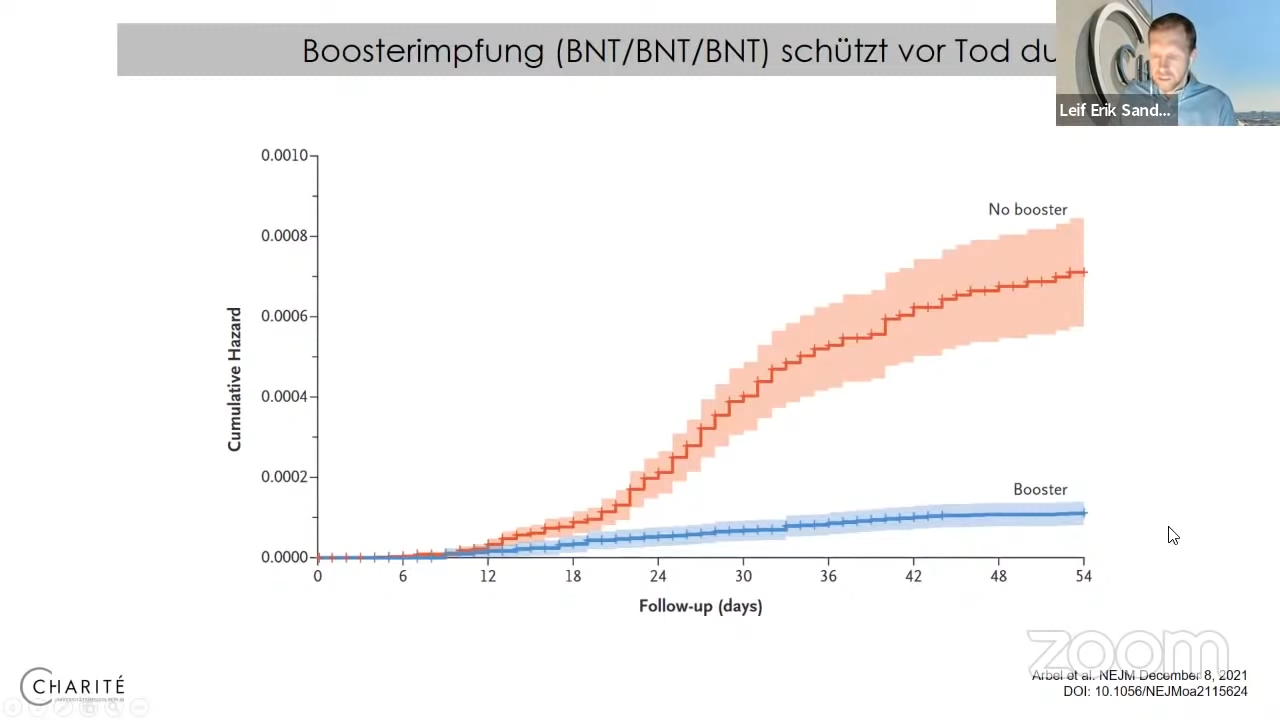 Boosterimpfung (BNT/BNT/BNT) schützt vor Tod du
Leif Erik Sand...
0.0010
0.0008
0.0006
0.0004
0.0002
0.0000
Cumulative Hazard
No booster
Booster
0 6 12 18 24 30 36 42 48 54
Follow-up (days)
zoom
CHARITÉ
Arbel et al. NEJM December 8, 2021
DOI: 10.1056/NEJMoa2115624